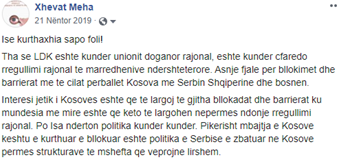 Xhevat Meha
21 Nëntor 2019
Ise kurthaxhia sapo foli!
Tha se LDK eshte kunder unionit doganor rajonal, eshte kunder cfaredo
rregullimi rajonal te marredhenive ndershteterore. Asnje fjale per bllokimet dhe
barrierat me te cilat perballet Kosova me Serbin Shqiperine dhe bosnen.
Interesi jetik i Kosoves eshte qe te largoj te gjitha bllokadat dhe barrierat ku
mundesia me mire eshte qe keto te largohen nepermes ndonje rregullimi
rajonal. Po Isa nderton politika kunder kunder. Pikerisht mbajtja e Kosove
keshtu e kurthuar e bllokuar eshte politika e Serbise e zbatuar ne Kosove
permes strukturave te mshefta qe veprojne lirshem.